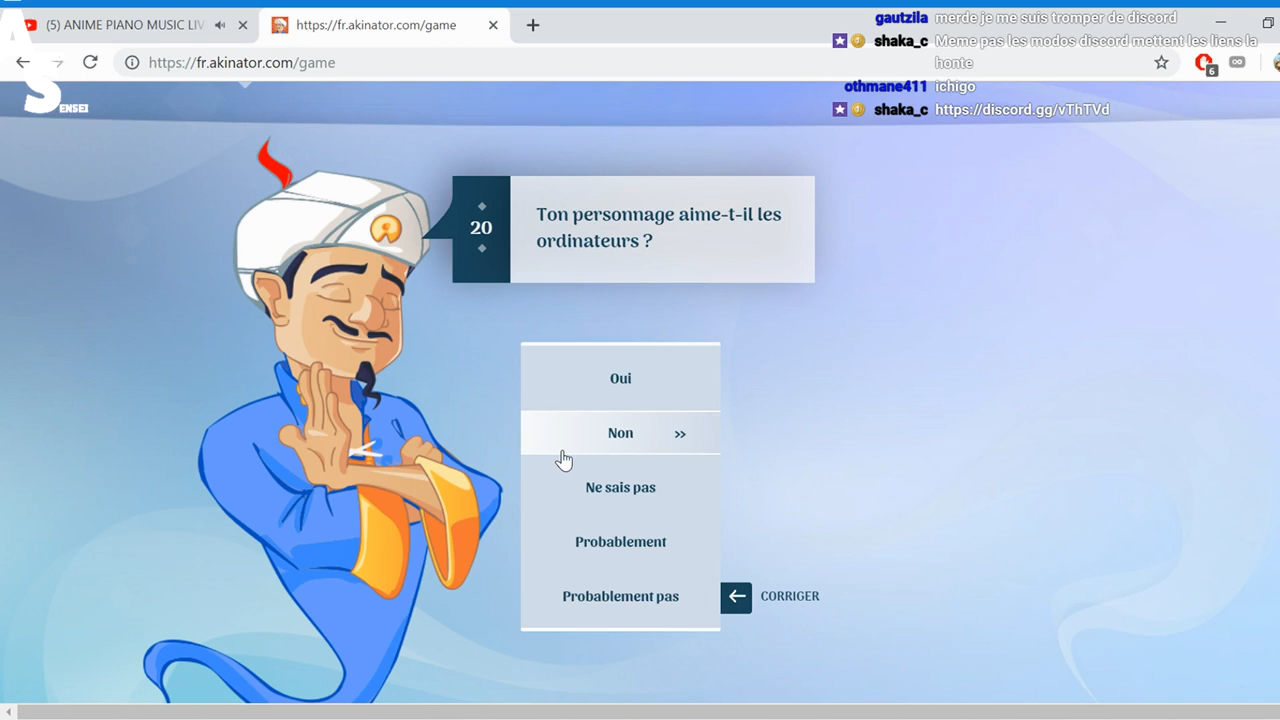 (5) ANIME PIANO MUSIC LIV
https://fr.akinator.com/game
https://fr.akinator.com/game
6
A
SENSEI
gautzila merde je me suis tromper de discord
shaka_c Meme pas les modos discord mettent les liens la
honte
othmane411 ichigo
shaka_c https://discord.gg/vThTVd
20
Ton personnage aime-t-il les
ordinateurs ?
Oui
Non
Ne sais pas
Probablement
Probablement pas
CORRIGER